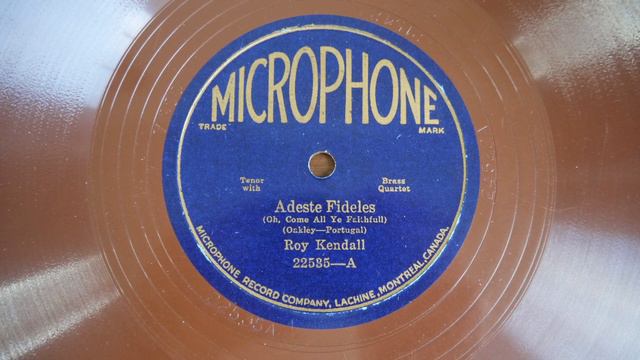 MICROPHONE
TRADE MARK
Tenor with
Brass Quartet
Adeste Fideles
(Oh, Come All Ye Faithfull)
(Oakley—Portugal)
Roy Kendall
22535—A
MICROPHONE RECORD COMPANY, LACHINE, MONTREAL, CANADA.